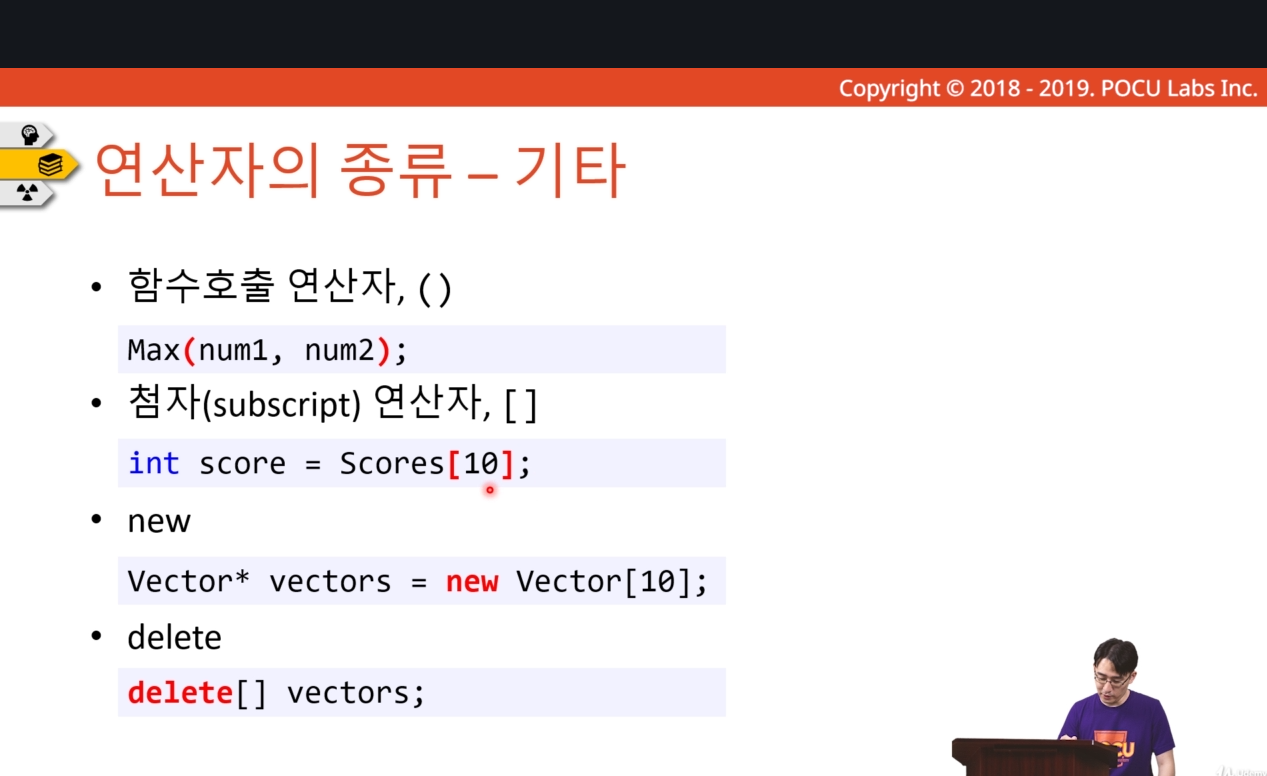 Copyright © 2018 - 2019. POCU Labs Inc.
연산자의 종류 – 기타
• 함수호출 연산자, ( )
Max(num1, num2);
• 첨자(subscript) 연산자, [ ]
int score = Scores[10];
• new
Vector* vectors = new Vector[10];
• delete
delete[] vectors;